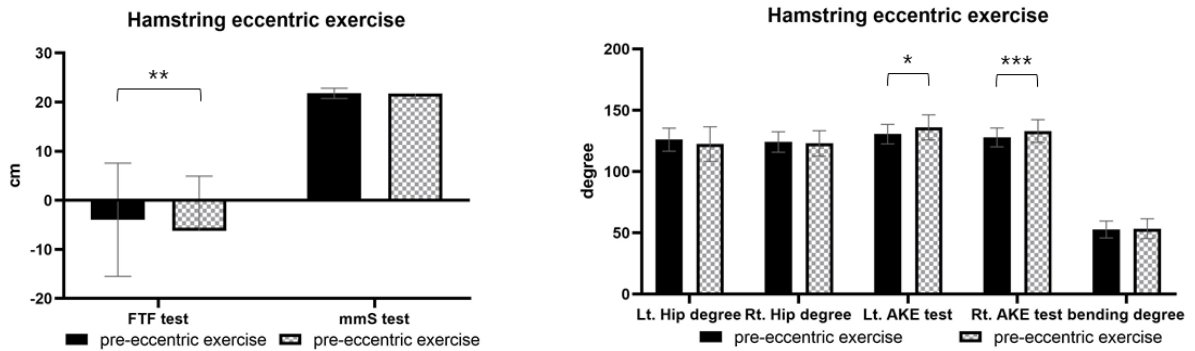 Hamstring eccentric exercise
30
20
10
0
-10
-20
cm
**
FTF test
mmS test
pre-eccentric exercise
pre-eccentric exercise
Hamstring eccentric exercise
200
150
100
50
0
degree
*
***
Lt. Hip degree Rt. Hip degree Lt. AKE test Rt. AKE test bending degree
pre-eccentric exercise
pre-eccentric exercise